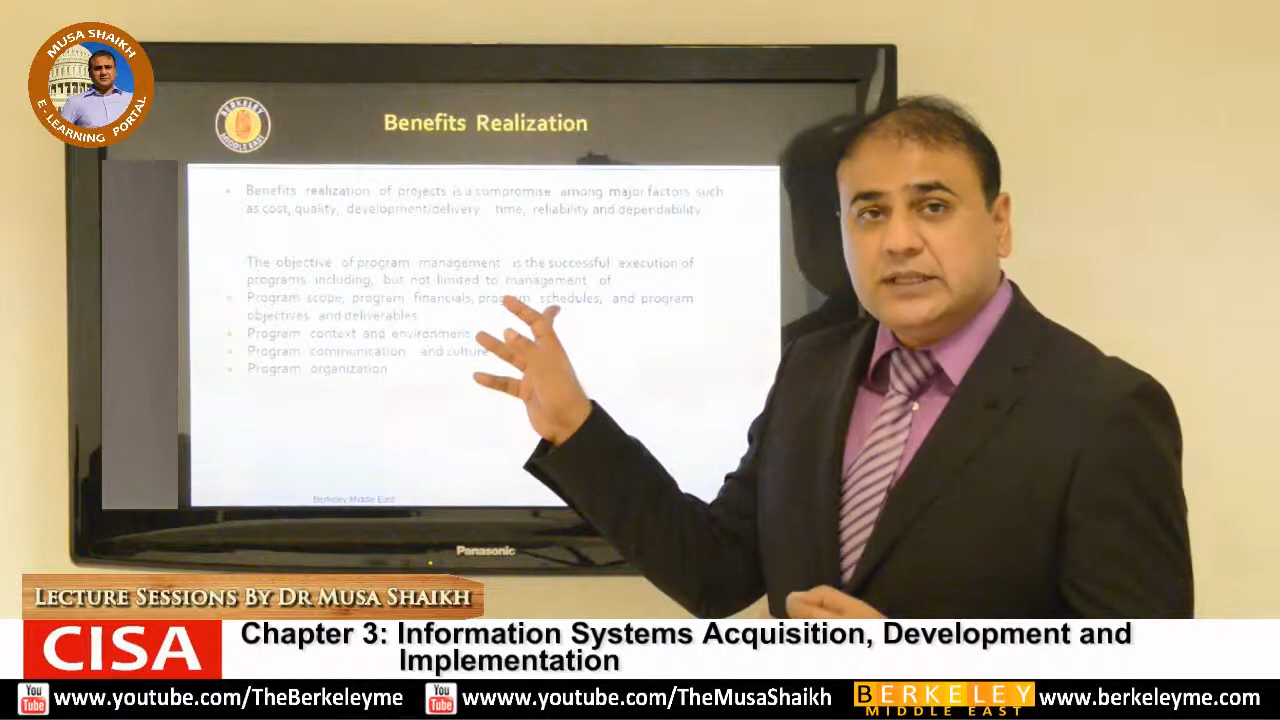 MUSA SHAIKH
E - LEARNING PORTAL
BERKELEY
MIDDLE EAST
Benefits Realization
• Benefits realization of projects is a compromise among major factors such
as cost, quality, development/delivery time, reliability and dependability
The objective of program management is the successful execution of
programs including, but not limited to management of
• Program scope, program financials, program schedules, and program
objectives and deliverables
• Program context and environment
• Program communication and culture
• Program organization
Berkeley Middle East
Panasonic
LECTURE SESSIONS BY DR MUSA SHAIKH
CISA
Chapter 3: Information Systems Acquisition, Development and
Implementation
You Tube www.youtube.com/TheBerkeleyme You Tube www.youtube.com/TheMusaShaikh BERKELEY MIDDLE EAST www.berkeleyme.com